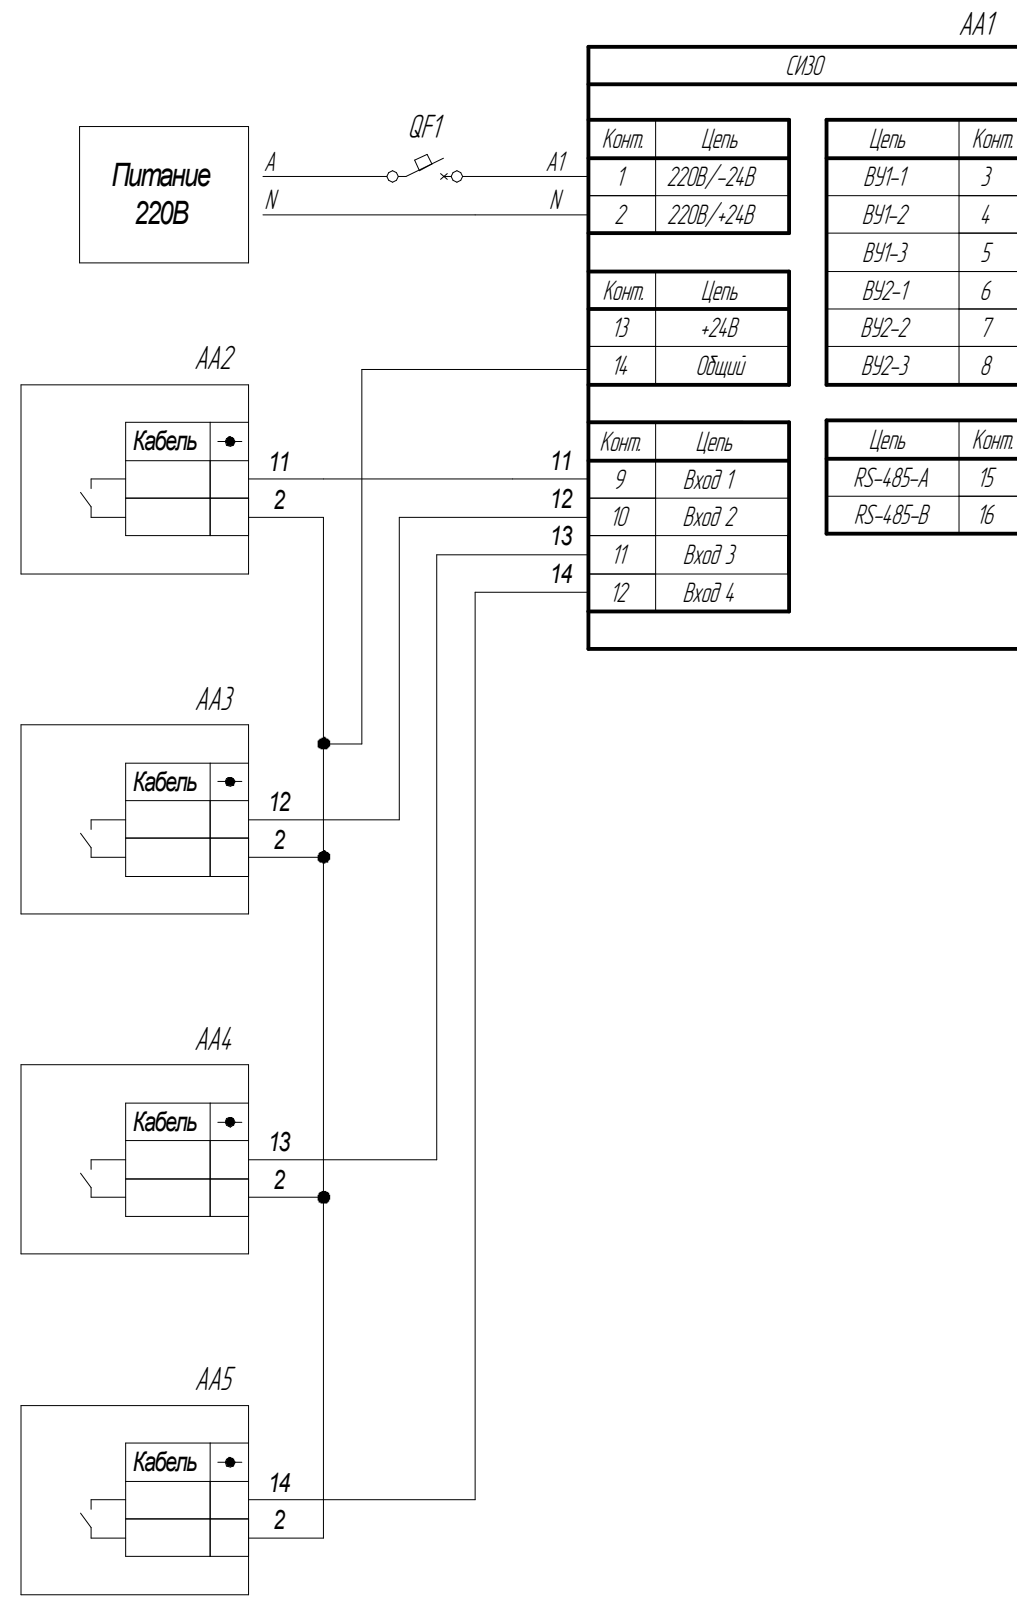 AA1
СИЗО
QF1
Питание
220В
A
N
A1
N
Конт. Цепь
1 220В/-24В
2 220В/+24В
Цепь Конт.
ВУ1-1 3
ВУ1-2 4
ВУ1-3 5
ВУ2-1 6
ВУ2-2 7
ВУ2-3 8
Конт. Цепь
13 +24В
14 Общий
Конт. Цепь
9 Вход 1
10 Вход 2
11 Вход 3
12 Вход 4
Цепь Конт.
RS-485-A 15
RS-485-B 16
11
12
13
14
AA2
Кабель
11
2
AA3
Кабель
12
2
AA4
Кабель
13
2
AA5
Кабель
14
2